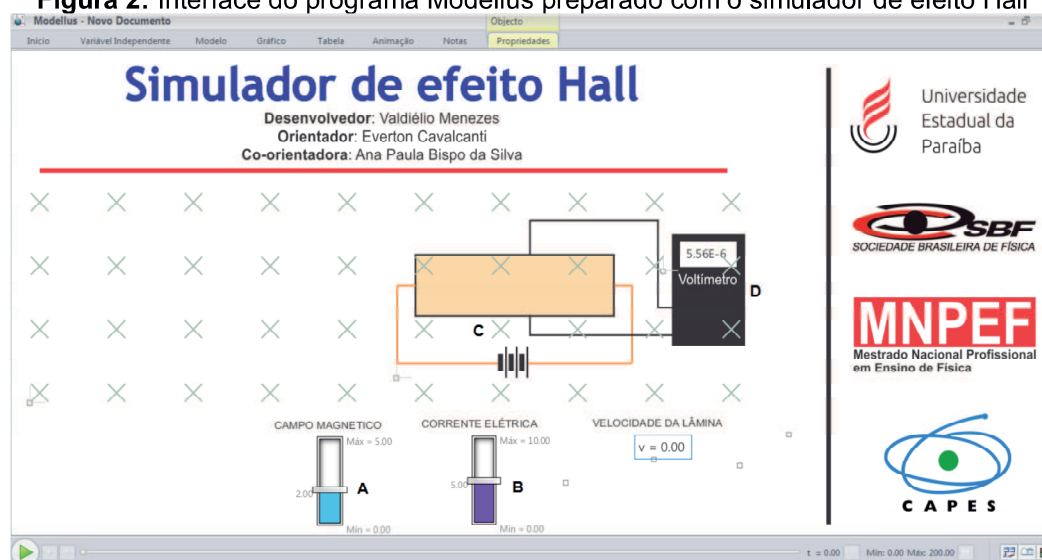 Figura 2: Interface do programa Modellus preparado com o simulador de efeito Hall
Modellus - Novo Documento
Objecto
Início Variável Independente Modelo Gráfico Tabela Animação Notas Propriedades
Simulador de efeito Hall
Desenvolvedor: Valdiélio Menezes
Orientador: Everton Cavalcanti
Co-orientadora: Ana Paula Bispo da Silva
Universidade
Estadual da
Paraíba
SBF
SOCIEDADE BRASILEIRA DE FÍSICA
5.56E-6
Voltimetro
D
C
MNPEF
Mestrado Nacional Profissional
em Ensino de Física
CAMPO MAGNETICO
Máx = 5.00
2.00
A
Mín = 0.00
CORRENTE ELÉTRICA
Máx = 10.00
5.00
B
Mín = 0.00
VELOCIDADE DA LÂMINA
v = 0.00
CAPES
t = 0.00 Min: 0.00 Máx: 200.00